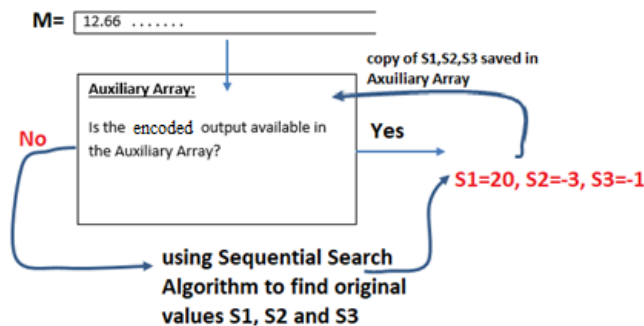 M= 12.66 .......
copy of S1,S2,S3 saved in
Axuiliary Array
Auxiliary Array:
Is the encoded output available in
the Auxiliary Array?
No
Yes
S1=20, S2=-3, S3=-1
using Sequential Search
Algorithm to find original
values S1, S2 and S3